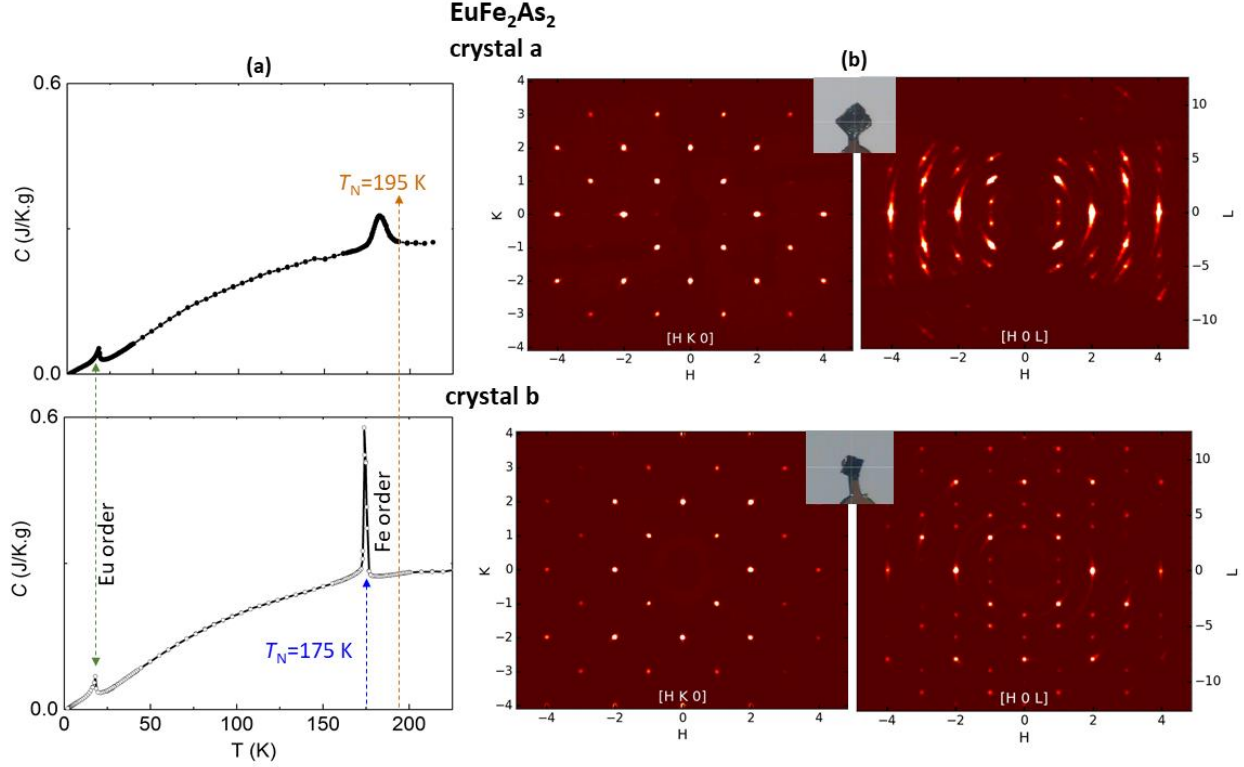 EuFe₂As₂
crystal a
(a)
(b)
0.6
C (J/K.g)
0.0
T_N=195 K
4
3
2
1
0
−1
−2
−3
−4
K
[H K 0]
−4 −2 0 2 4
H
[H 0 L]
−4 −2 0 2 4
H
10
5
0
−5
−10
L
crystal b
0.6
C (J/K.g)
0.0
Eu order
Fe order
T_N=175 K
0 50 100 150 200
T (K)
4
3
2
1
0
−1
−2
−3
−4
K
[H K 0]
−4 −2 0 2 4
H
[H 0 L]
−4 −2 0 2 4
H
10
5
0
−5
−10
L